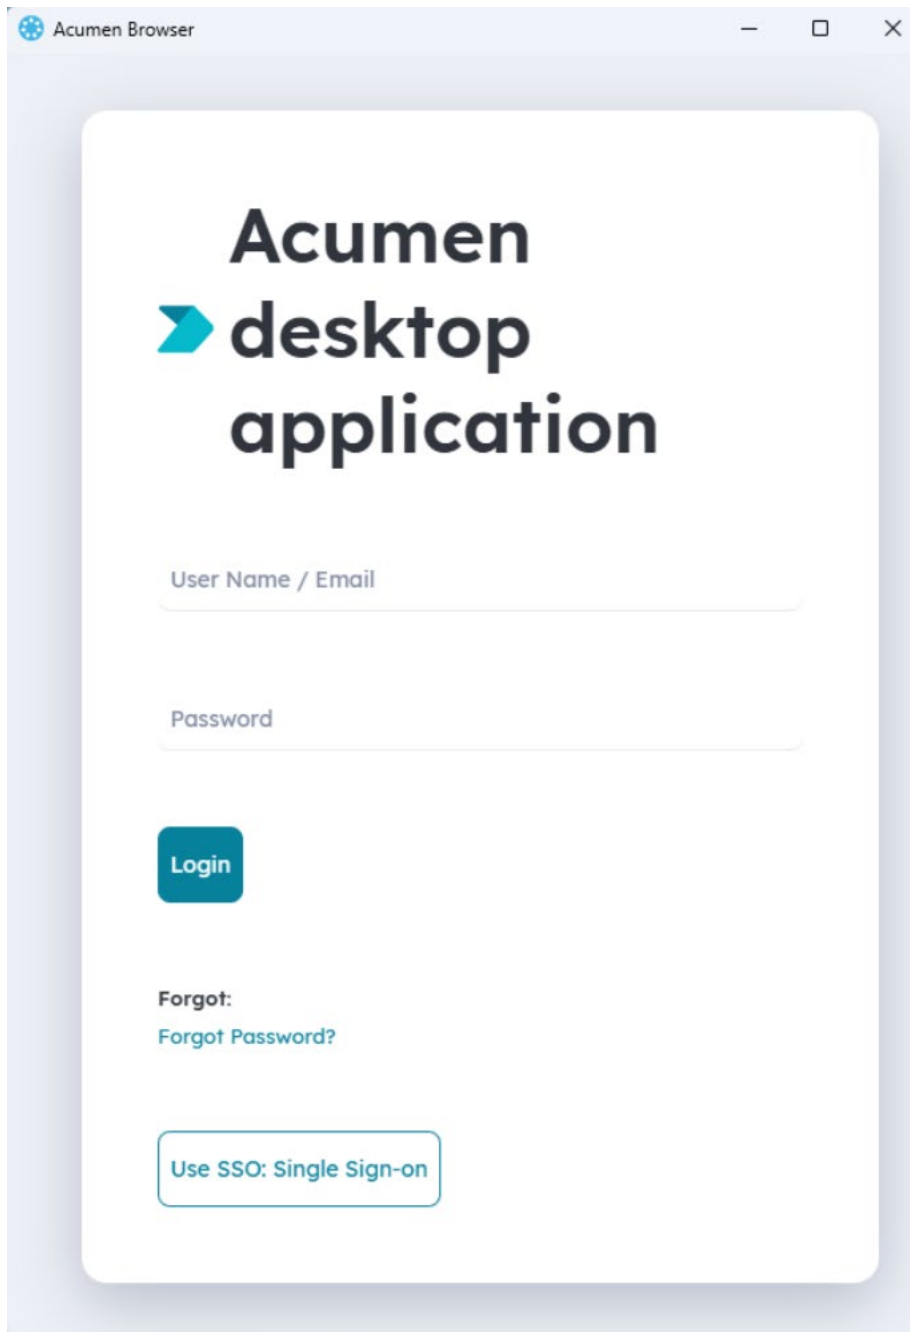 Acumen Browser
Acumen
desktop
application
User Name / Email
Password
Login
Forgot:
Forgot Password?
Use SSO: Single Sign-on